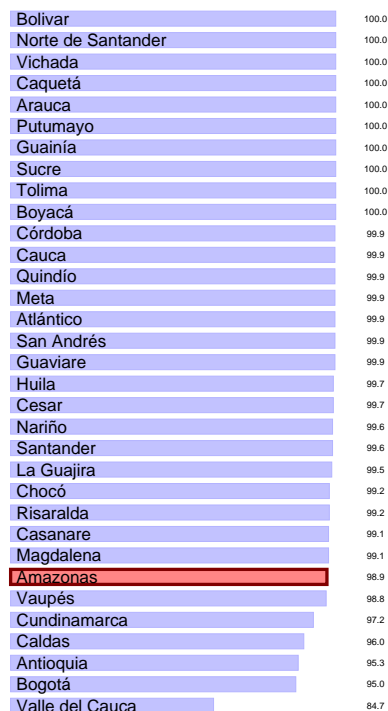 Bolivar 100.0
Norte de Santander 100.0
Vichada 100.0
Caquetá 100.0
Arauca 100.0
Putumayo 100.0
Guainía 100.0
Sucre 100.0
Tolima 100.0
Boyacá 100.0
Córdoba 99.9
Cauca 99.9
Quindío 99.9
Meta 99.9
Atlántico 99.9
San Andrés 99.9
Guaviare 99.9
Huila 99.7
Cesar 99.7
Nariño 99.6
Santander 99.6
La Guajira 99.5
Chocó 99.2
Risaralda 99.2
Casanare 99.1
Magdalena 99.1
Amazonas 98.9
Vaupés 98.8
Cundinamarca 97.2
Caldas 96.0
Antioquia 95.3
Bogotá 95.0
Valle del Cauca 84.7